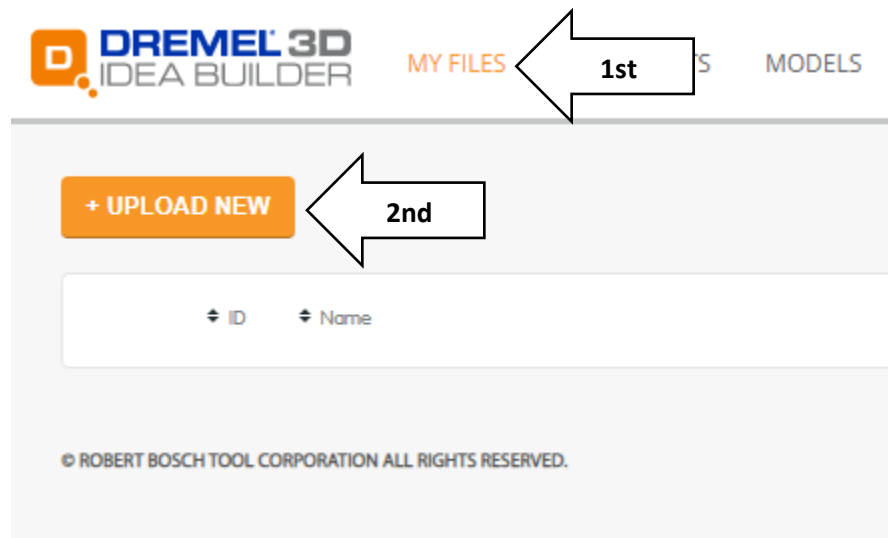 DREMEL 3D
IDEA BUILDER
MY FILES
1st
MODELS
+ UPLOAD NEW
2nd
ID
Name
© ROBERT BOSCH TOOL CORPORATION ALL RIGHTS RESERVED.